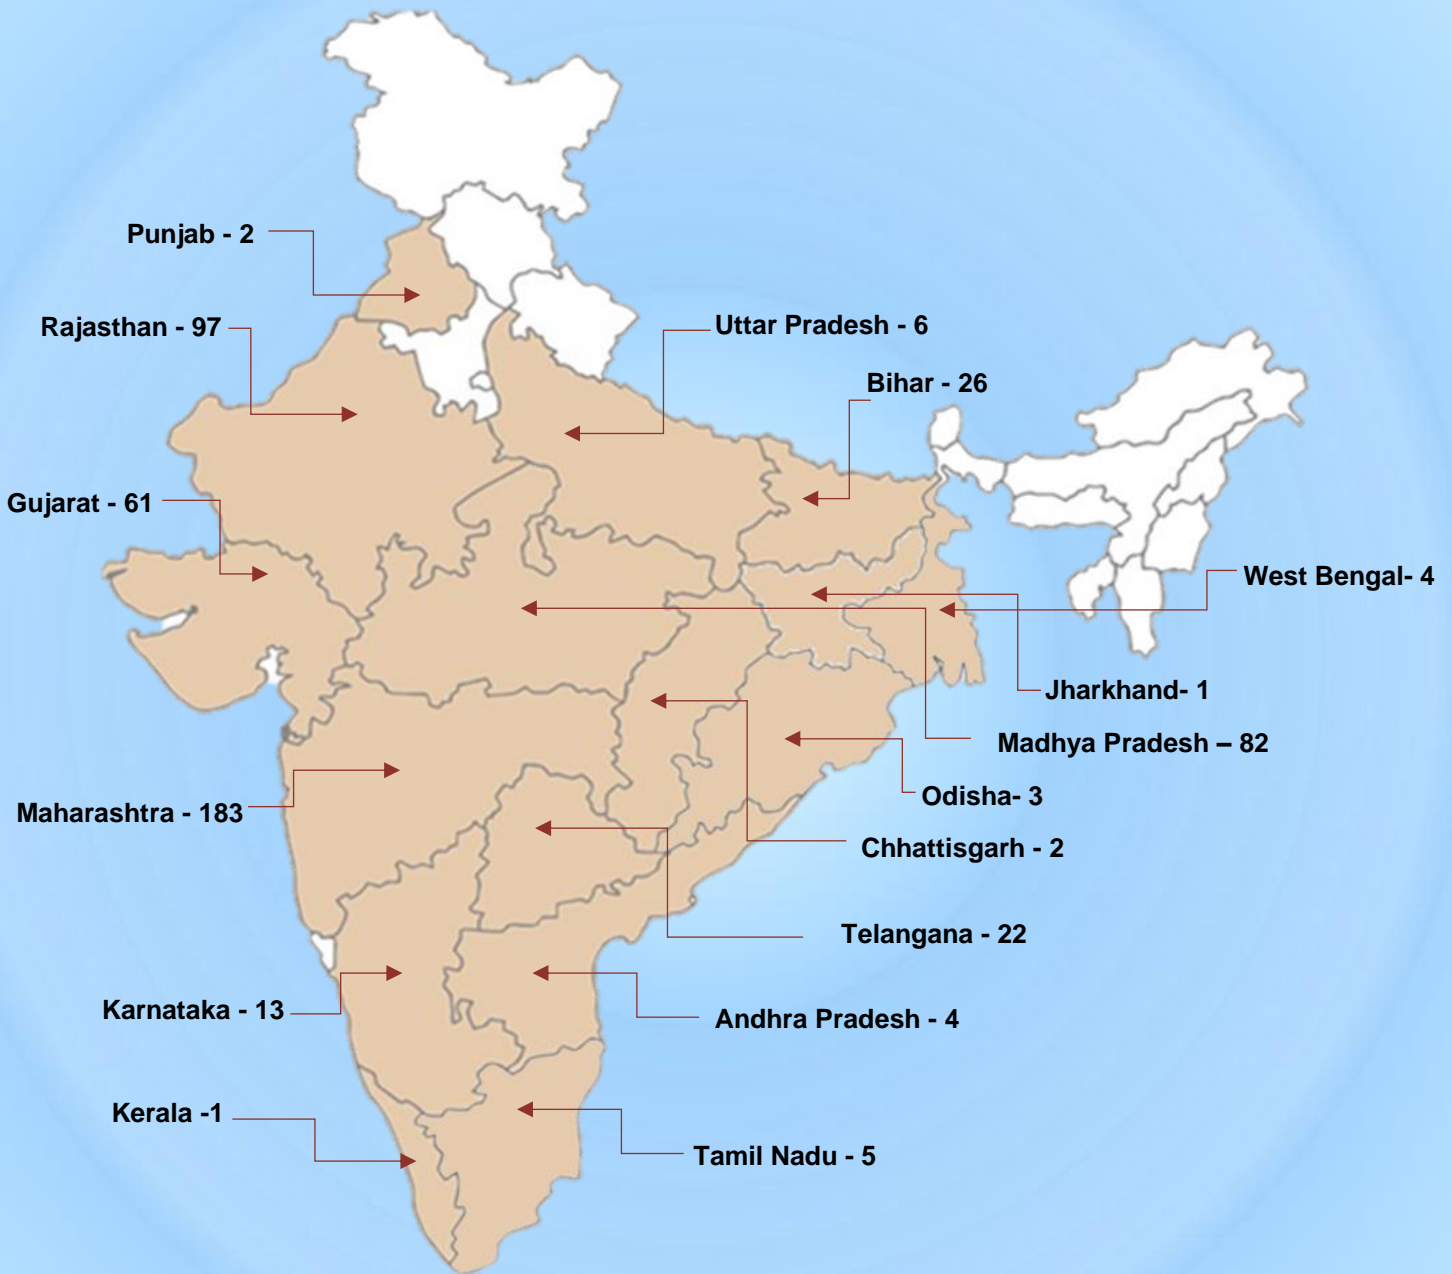 Punjab - 2
Rajasthan - 97
Uttar Pradesh - 6
Bihar - 26
Gujarat - 61
West Bengal- 4
Jharkhand- 1
Madhya Pradesh – 82
Odisha- 3
Maharashtra - 183
Chhattisgarh - 2
Telangana - 22
Karnataka - 13
Andhra Pradesh - 4
Kerala -1
Tamil Nadu - 5